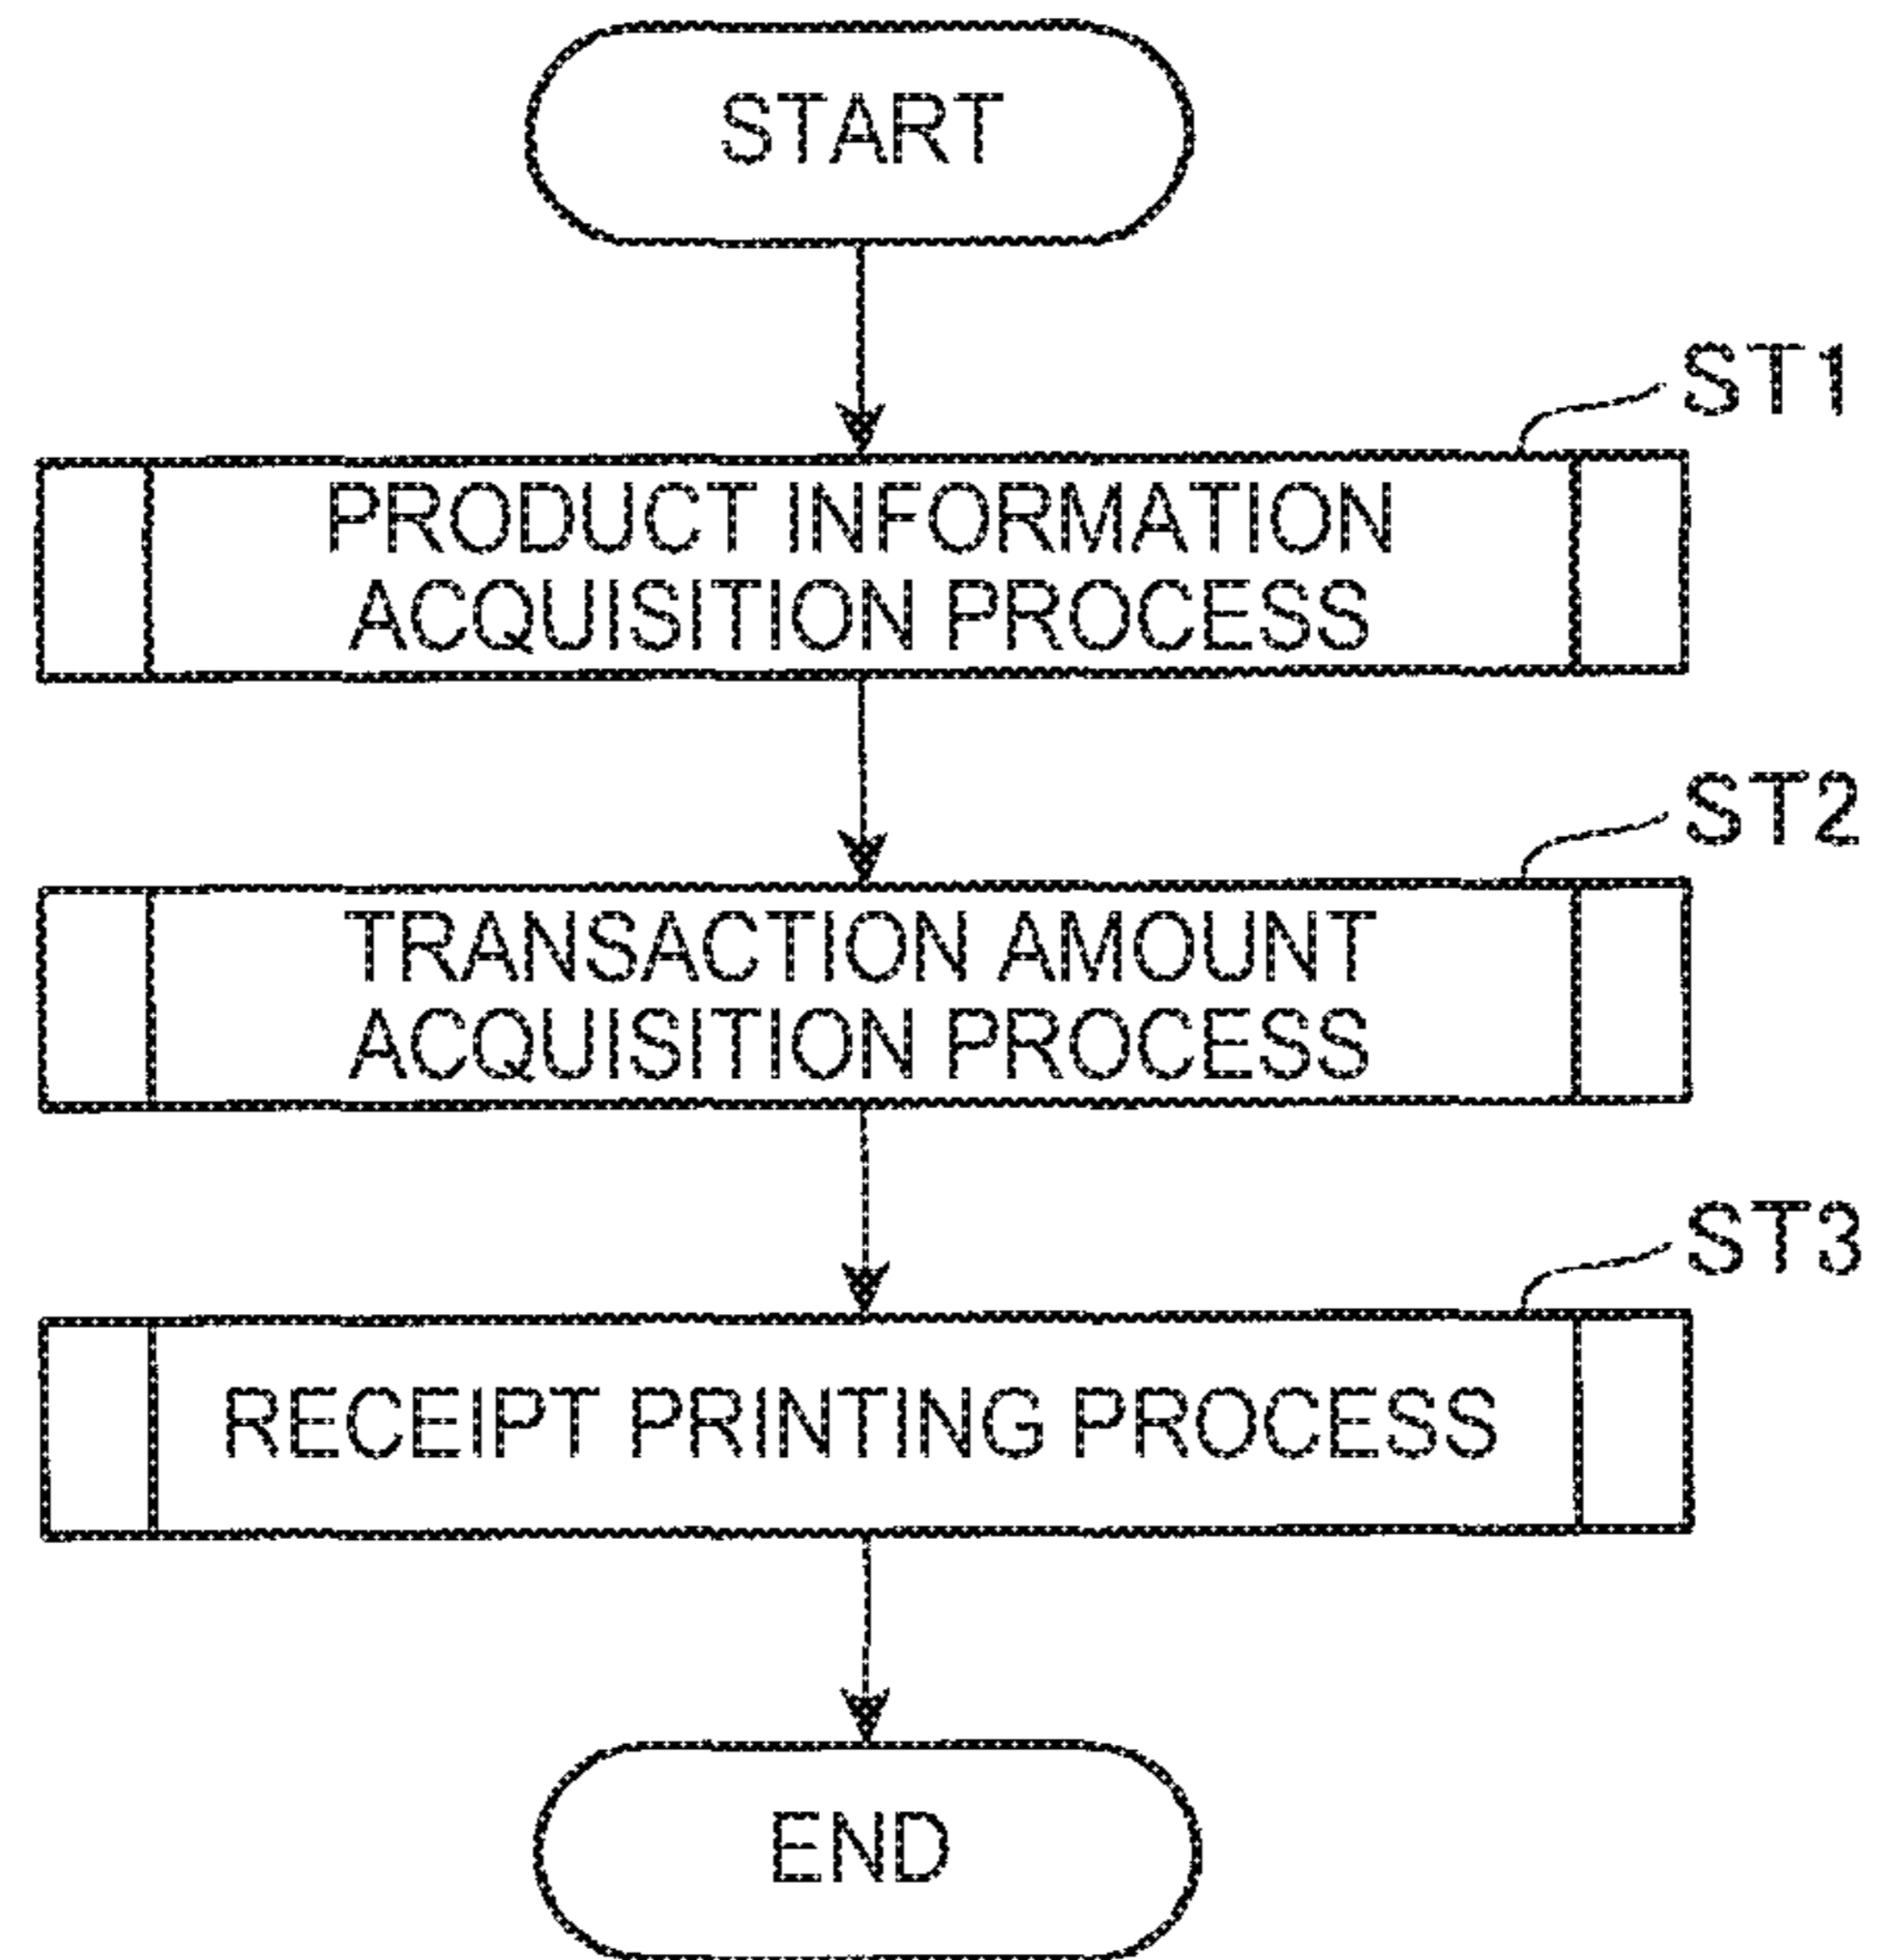 START
ST1
PRODUCT INFORMATION
ACQUISITION PROCESS
ST2
TRANSACTION AMOUNT
ACQUISITION PROCESS
ST3
RECEIPT PRINTING PROCESS
END